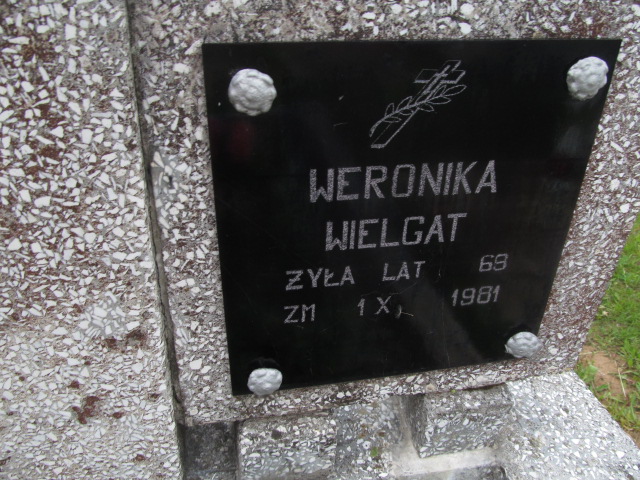 WERONIKA
WIELGAT
ŻYŁA LAT 69
ZM 1 X, 1981